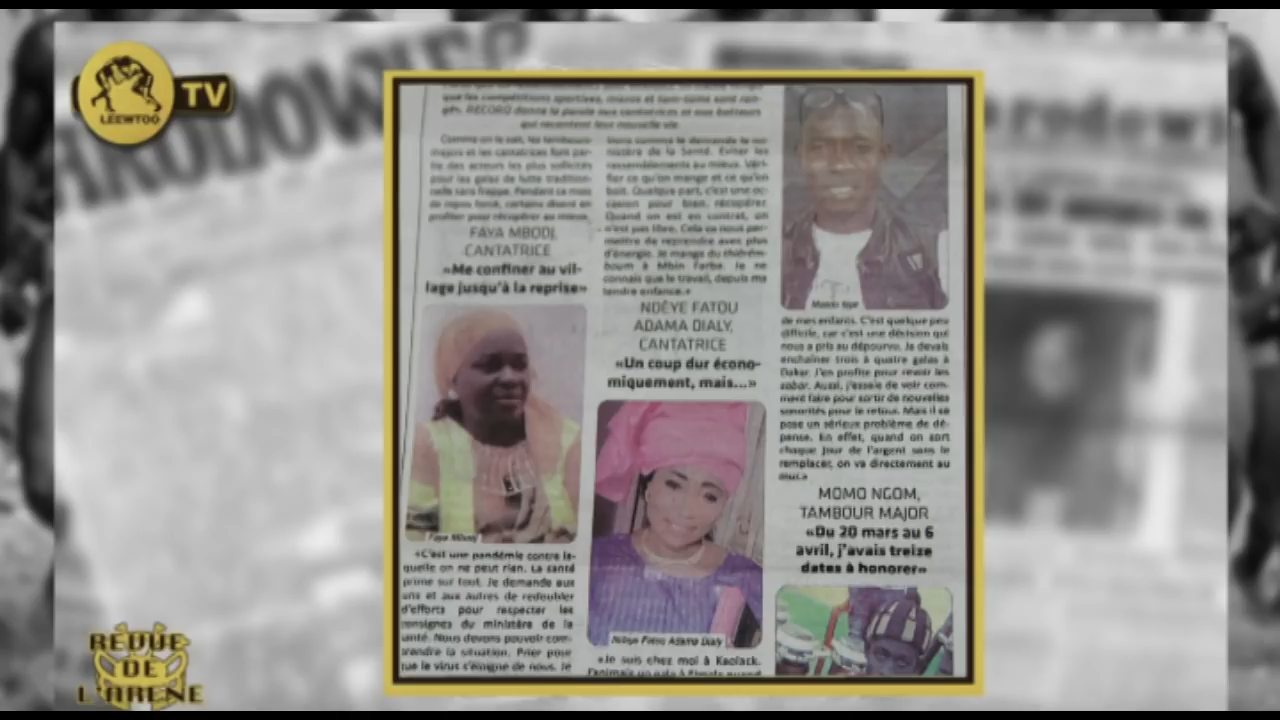 LEEWTOO
TV
que les compétitions sportives,
RECORD donne la parole aux cantatrices et aux batteurs
qui racontent leur nouvelle vie.
Comme on le sait, les tambours-
majors et les cantatrices font par-
tie des acteurs les plus sollicités
pour les galas de lutte tradition-
nelle sans frappe. Pendant ce mois
de repos forcé, certains disent en
profiter pour récupérer au mieux.
FAYA MBODJ,
CANTATRICE
«Me confiner au vil-
lage jusqu'à la reprise»
Faya Mbodj
«C'est une pandémie contre la-
quelle on ne peut rien. La santé
prime sur tout. Je demande aux
uns et aux autres de redoubler
d'efforts pour respecter les
consignes du ministère de la
santé. Nous devons pouvoir com-
prendre la situation. Prier pour
que le virus s'éloigne de nous. Je
tions comme le demande le mi-
nistère de la Santé. Eviter les
rassemblements au mieux. Véri-
fier ce qu'on mange et ce qu'on
boit. Quelque part, c'est une oc-
casion pour bien, récupérer.
Quand on est en contrat, on
n'est pas libre. Cela va nous per-
mettre de reprendre avec plus
d'énergie. Je mange du
à Mbin Farba. Je ne
connais que le travail, depuis ma
tendre enfance.»
NDÈYE FATOU
ADAMA DIALY,
CANTATRICE
«Un coup dur écono-
miquement, mais...»
Ndèye Fatou Adama Dialy
«Je suis chez moi à Kaolack.
J'animais un gala à quand
de mes enfants. C'est quelque peu
difficile, car c'est une décision qui
nous a pris au dépourvu. Je devais
enchaîner trois à quatre galas à
Dakar. J'en profite pour revoir les
sabar. Aussi, j'essaie de voir com-
ment faire pour sortir de nouvelles
sonorités pour le retour. Mais il se
pose un sérieux problème de dé-
pense. En effet, quand on sort
chaque jour de l'argent sans le
remplacer, on va directement au
mur.»
MOMO NGOM,
TAMBOUR MAJOR
«Du 20 mars au 6
avril, j'avais treize
dates à honorer»
REVUE
DE
L'ARENE